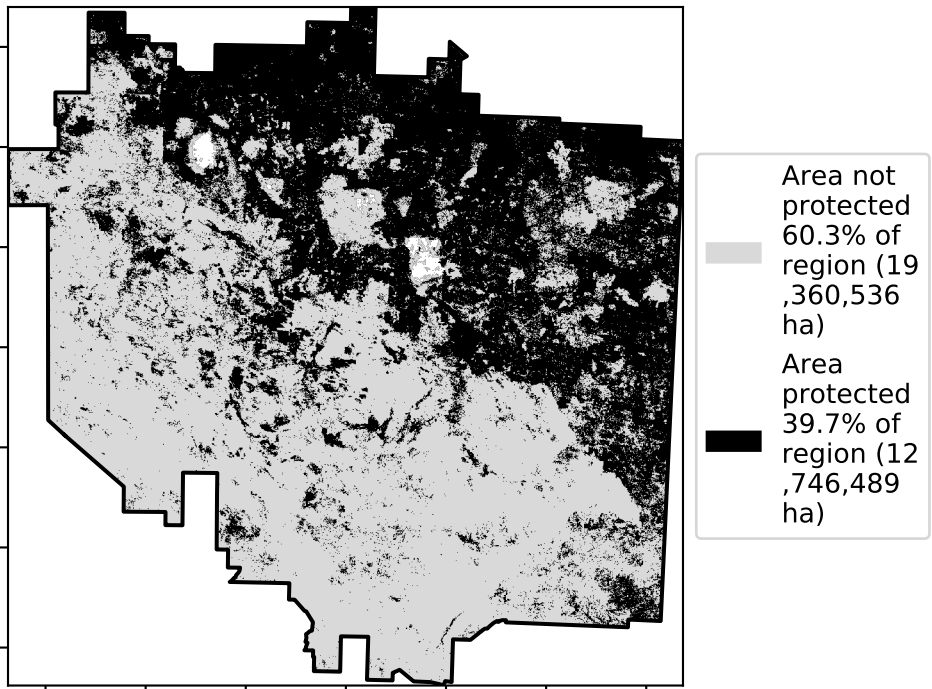 Area not
protected
60.3% of
region (19
,360,536
ha)
Area
protected
39.7% of
region (12
,746,489
ha)